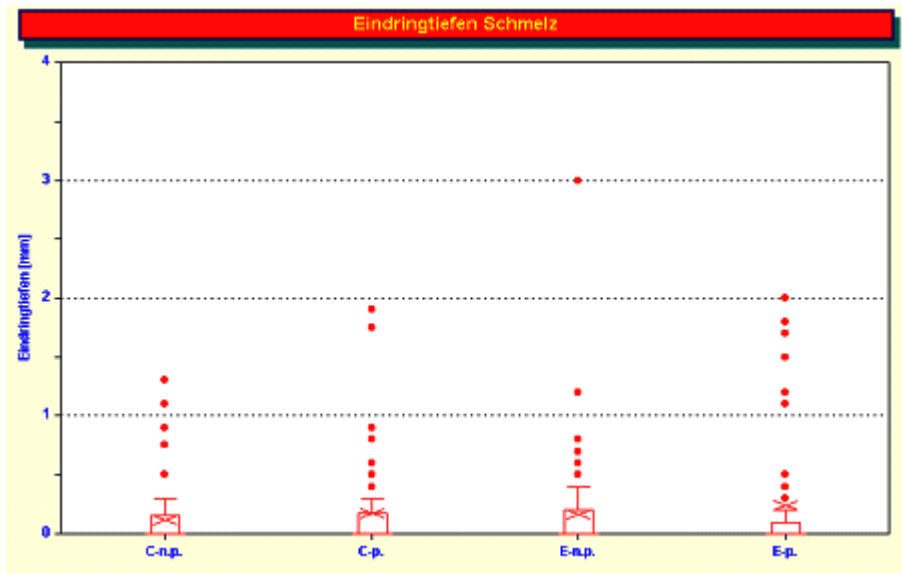 Eindringtiefen Schmelz
4
3
2
1
0
Eindringtiefen [mm]
C-n.p. C-p. E-n.p. E-p.